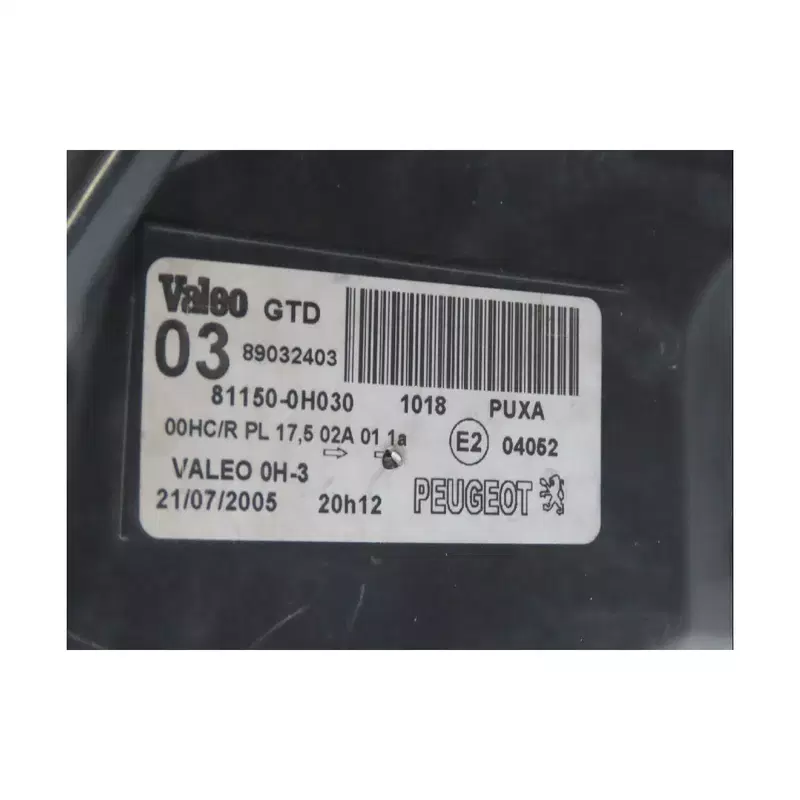 Valeo GTD
03 89032403
81150-0H030 1018 PUXA
00HC/R PL 17,5 02A 01 1a
E2 04052
VALEO 0H-3
21/07/2005 20h12 PEUGEOT